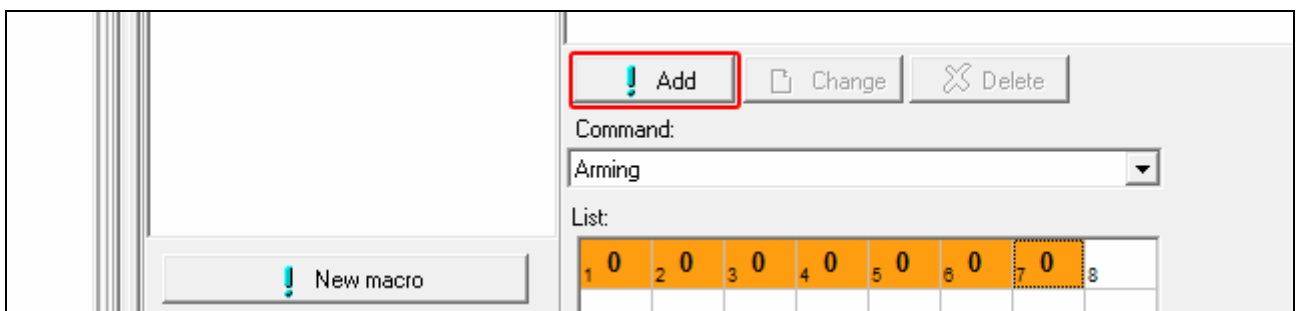 Add Change Delete
Command:
Arming
List:
1 0 2 0 3 0 4 0 5 0 6 0 7 0 8
New macro